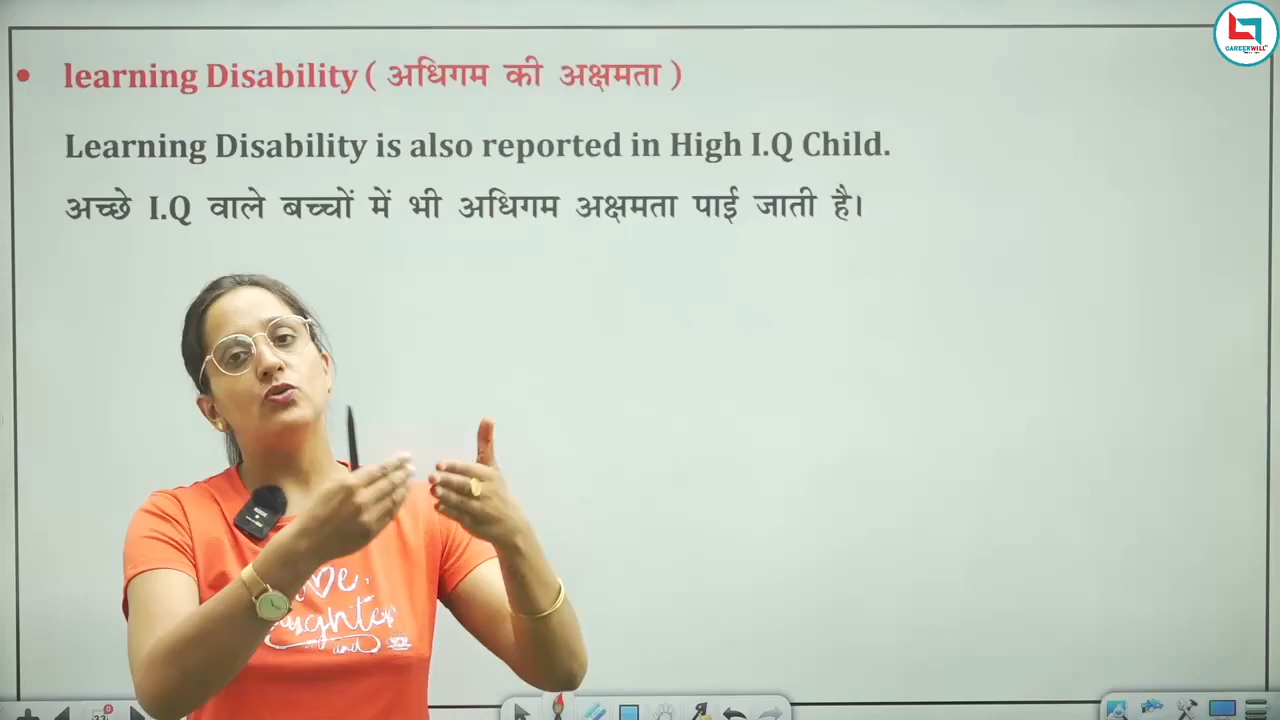 CAREERWILL
learning Disability ( अधिगम की अक्षमता )
Learning Disability is also reported in High I.Q Child.
अच्छे I.Q वाले बच्चों में भी अधिगम अक्षमता पाई जाती है।